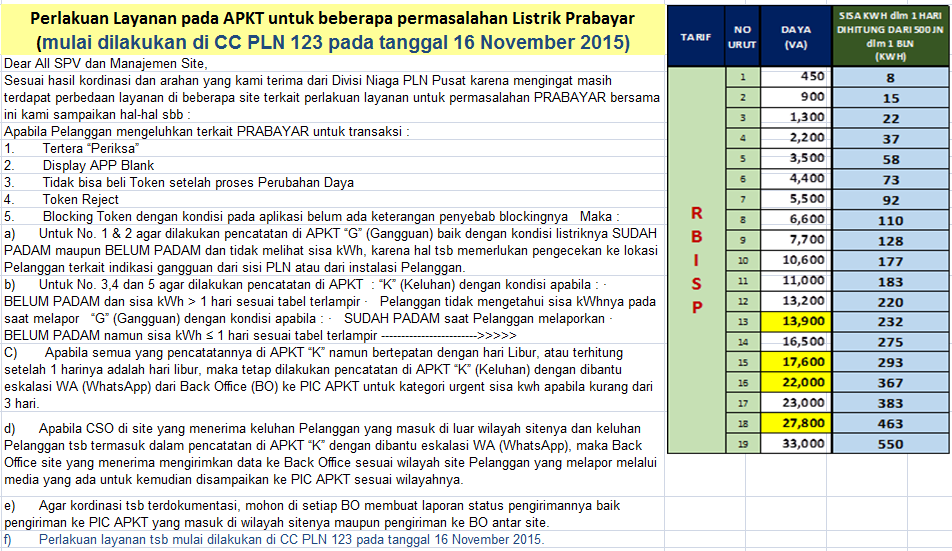 Perlakuan Layanan pada APKT untuk beberapa permasalahan Listrik Prabayar
(mulai dilakukan di CC PLN 123 pada tanggal 16 November 2015)
Dear All SPV dan Manajemen Site,
Sesuai hasil kordinasi dan arahan yang kami terima dari Divisi Niaga PLN Pusat karena mengingat masih
terdapat perbedaan layanan di beberapa site terkait perlakuan layanan untuk permasalahan PRABAYAR bersama
ini kami sampaikan hal-hal sbb :
Apabila Pelanggan mengeluhkan terkait PRABAYAR untuk transaksi :
1. Tertera “Periksa”
2. Display APP Blank
3. Tidak bisa beli Token setelah proses Perubahan Daya
4. Token Reject
5. Blocking Token dengan kondisi pada aplikasi belum ada keterangan penyebab blockingnya Maka :
a) Untuk No. 1 & 2 agar dilakukan pencatatan di APKT “G” (Gangguan) baik dengan kondisi listriknya SUDAH
PADAM maupun BELUM PADAM dan tidak melihat sisa kWh, karena hal tsb memerlukan pengecekan ke lokasi
Pelanggan terkait indikasi gangguan dari sisi PLN atau dari instalasi Pelanggan.
b) Untuk No. 3,4 dan 5 agar dilakukan pencatatan di APKT : “K” (Keluhan) dengan kondisi apabila : ·
BELUM PADAM dan sisa kWh > 1 hari sesuai tabel terlampir · Pelanggan tidak mengetahui sisa kWhnya pada
saat melapor “G” (Gangguan) dengan kondisi apabila : · SUDAH PADAM saat Pelanggan melaporkan ·
BELUM PADAM namun sisa kWh ≤ 1 hari sesuai tabel terlampir ------------------------>>>>>
C) Apabila semua yang pencatatannya di APKT “K” namun bertepatan dengan hari Libur, atau terhitung
setelah 1 harinya adalah hari libur, maka tetap dilakukan pencatatan di APKT “K” (Keluhan) dengan dibantu
eskalasi WA (WhatsApp) dari Back Office (BO) ke PIC APKT untuk kategori urgent sisa kwh apabila kurang dari
3 hari.
d) Apabila CSO di site yang menerima keluhan Pelanggan yang masuk di luar wilayah sitenya dan keluhan
Pelanggan tsb termasuk dalam pencatatan di APKT “K” dengan dibantu eskalasi WA (WhatsApp), maka Back
Office site yang menerima mengirimkan data ke Back Office sesuai wilayah site Pelanggan yang melapor melalui
media yang ada untuk kemudian disampaikan ke PIC APKT sesuai wilayahnya.
e) Agar kordinasi tsb terdokumentasi, mohon di setiap BO membuat laporan status pengirimannya baik
pengiriman ke PIC APKT yang masuk di wilayah sitenya maupun pengiriman ke BO antar site.
f) Perlakuan layanan tsb mulai dilakukan di CC PLN 123 pada tanggal 16 November 2015.
TARIF NO URUT DAYA (VA) SISA KWH dlm 1 HARI DIHITUNG DARI 500 JN dlm 1 BLN (KWH)
R B I S P
1 450 8
2 900 15
3 1,300 22
4 2,200 37
5 3,500 58
6 4,400 73
7 5,500 92
8 6,600 110
9 7,700 128
10 10,600 177
11 11,000 183
12 13,200 220
13 13,900 232
14 16,500 275
15 17,600 293
16 22,000 367
17 23,000 383
18 27,800 463
19 33,000 550